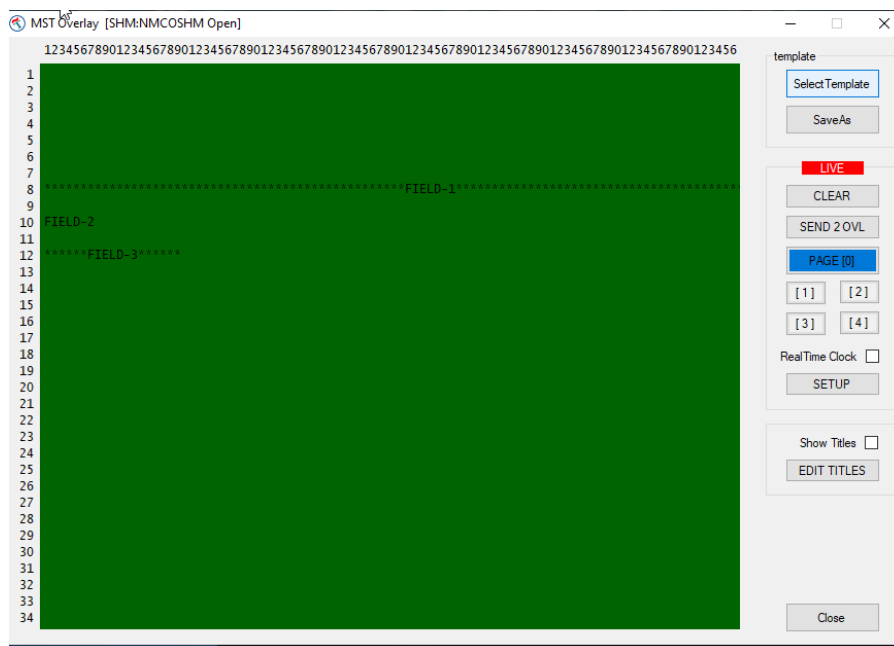 MST Overlay [SHM:NMCOSHM Open]
123456789012345678901234567890123456789012345678901234567890123456789012345678901234567890123456
template
SelectTemplate
SaveAs
LIVE
CLEAR
SEND 2 OVL
PAGE [0]
[ 1 ] [ 2 ]
[ 3 ] [ 4 ]
RealTime Clock
SETUP
Show Titles
EDIT TITLES
Close
1
2
3
4
5
6
7
8 **************************************************FIELD-1***************************************
9
10 FIELD-2
11
12 ******FIELD-3******
13
14
15
16
17
18
19
20
21
22
23
24
25
26
27
28
29
30
31
32
33
34